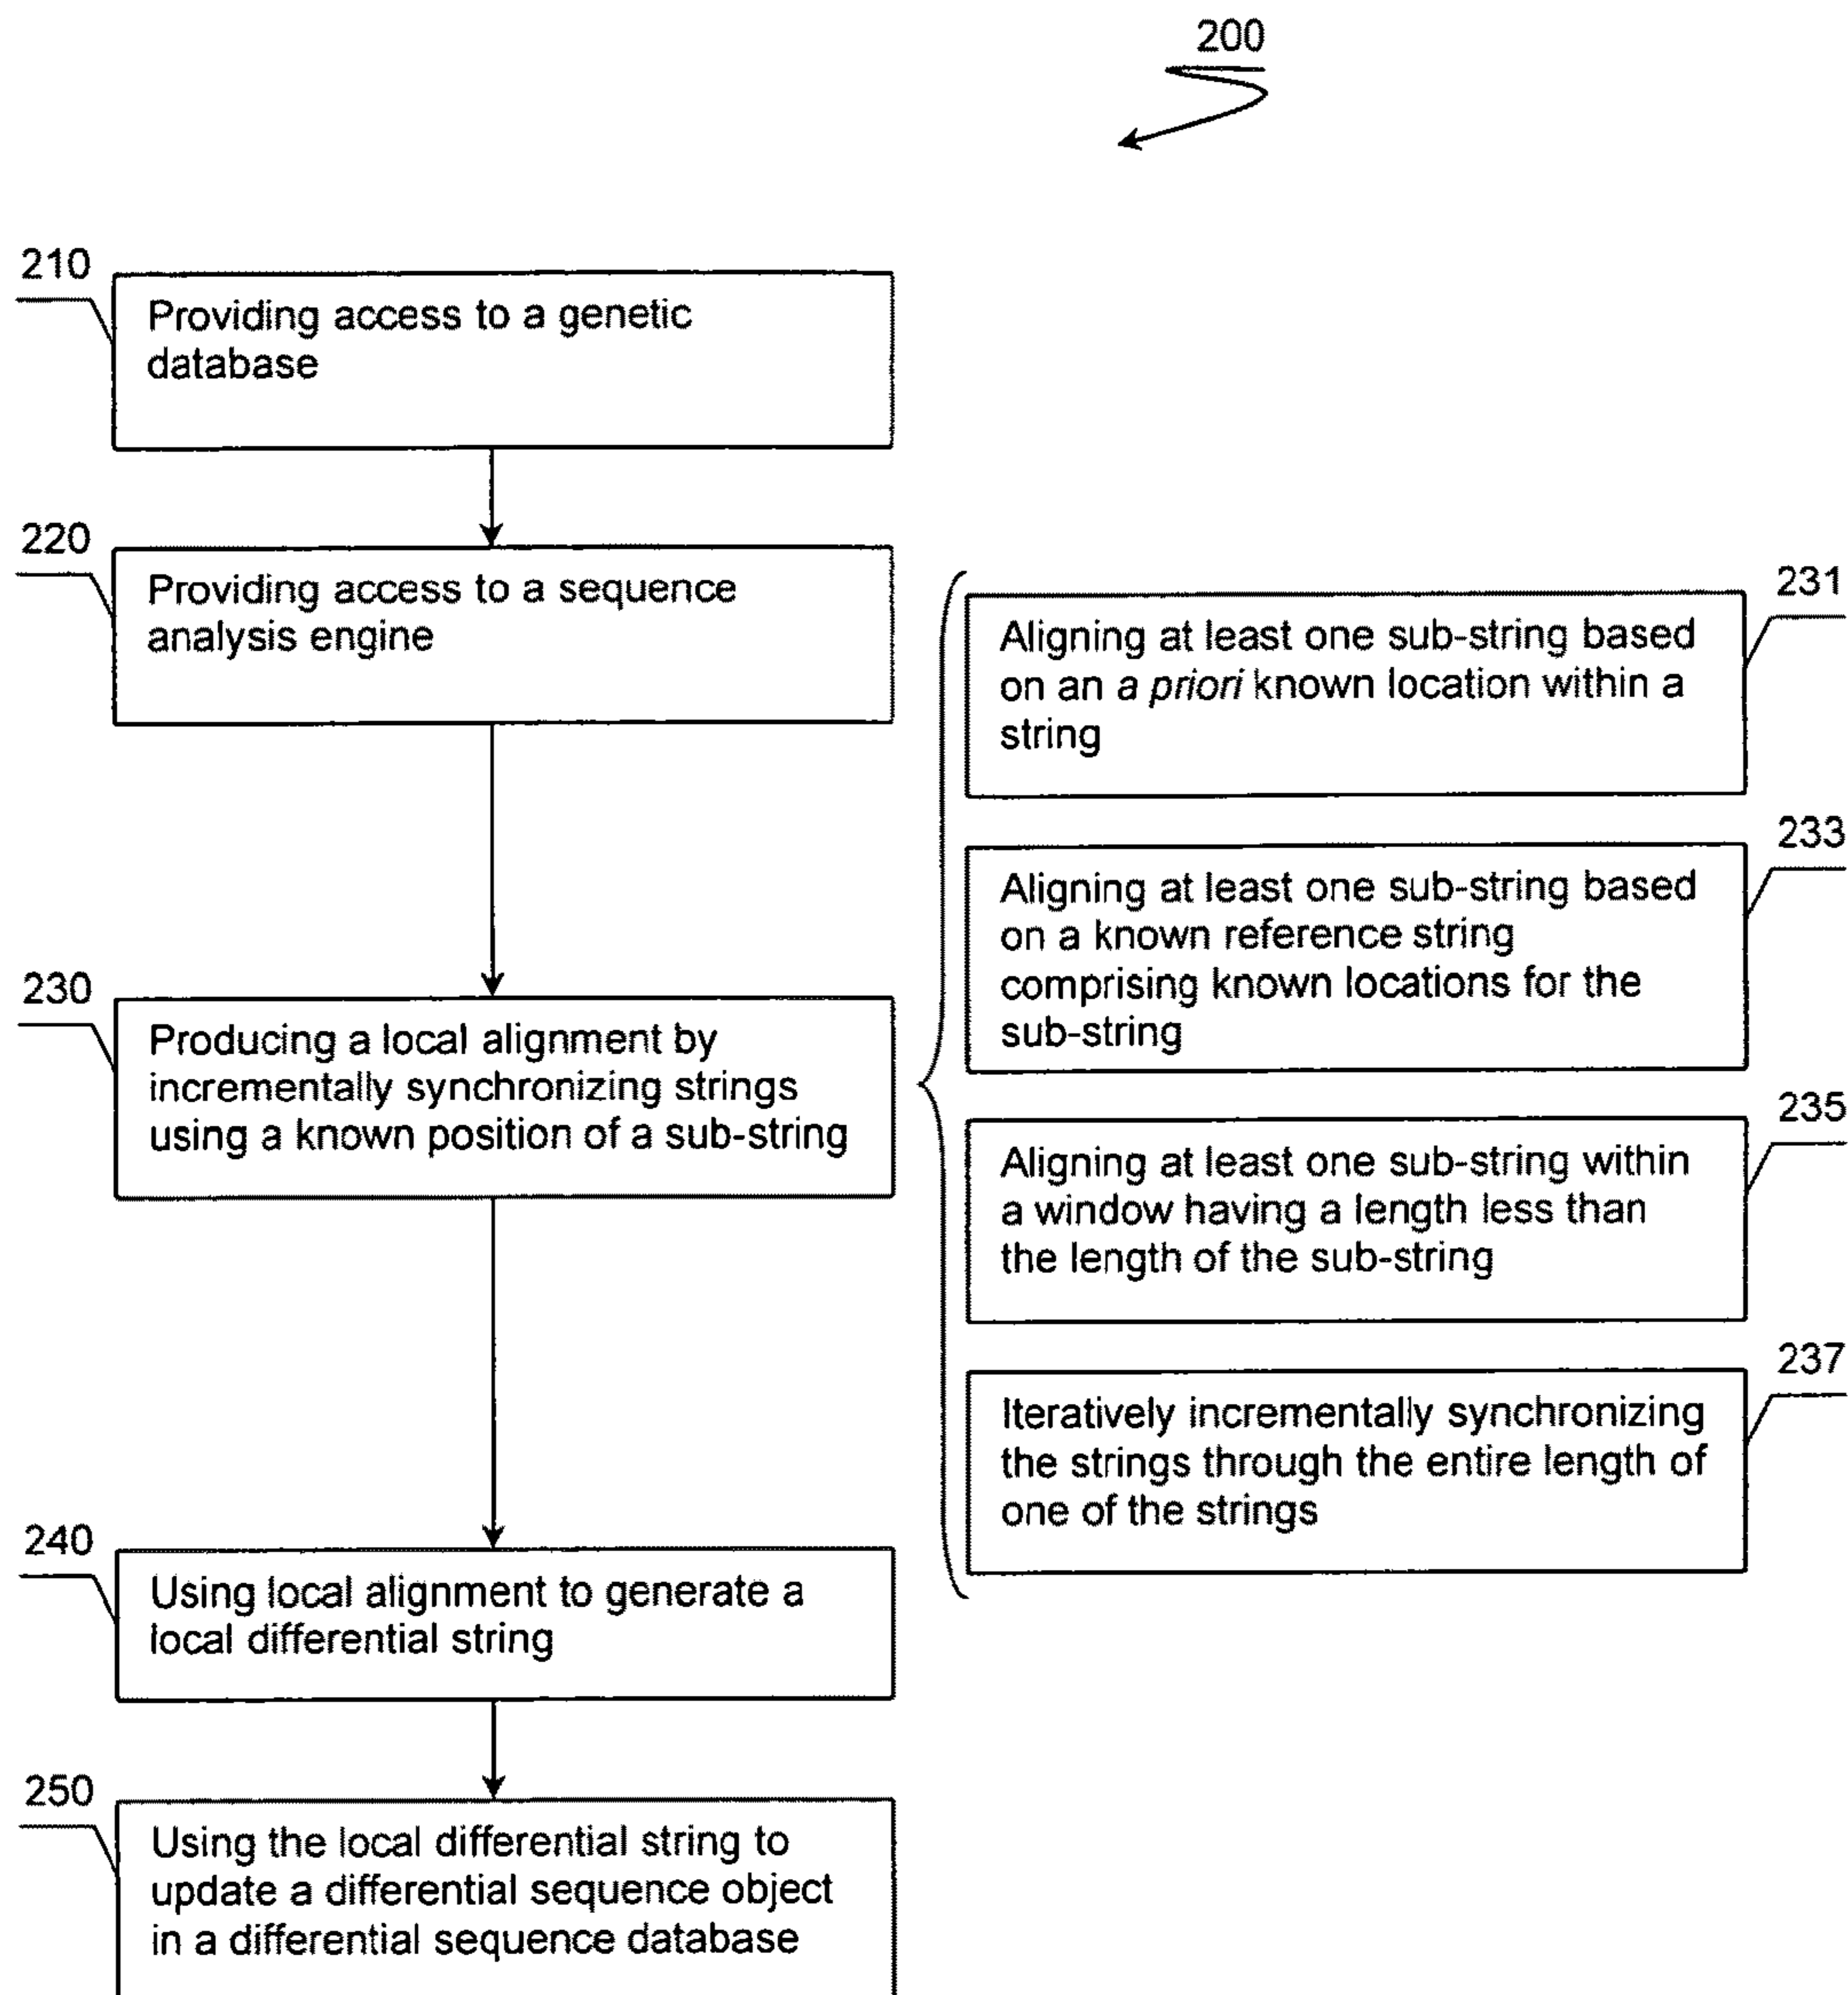 200
210
Providing access to a genetic
database
220
Providing access to a sequence
analysis engine
230
Producing a local alignment by
incrementally synchronizing strings
using a known position of a sub-string
231
Aligning at least one sub-string based
on an a priori known location within a
string
233
Aligning at least one sub-string based
on a known reference string
comprising known locations for the
sub-string
235
Aligning at least one sub-string within
a window having a length less than
the length of the sub-string
237
Iteratively incrementally synchronizing
the strings through the entire length of
one of the strings
240
Using local alignment to generate a
local differential string
250
Using the local differential string to
update a differential sequence object
in a differential sequence database